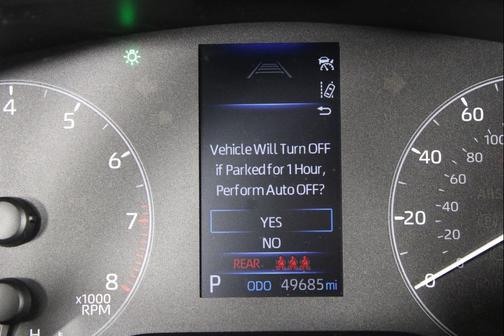 4
5
6
7
8
x1000
RPM
H
Vehicle Will Turn OFF
if Parked for 1 Hour,
Perform Auto OFF?
YES
NO
REAR
P ODO 49685 mi
60
100
40
80
60
20
40
0